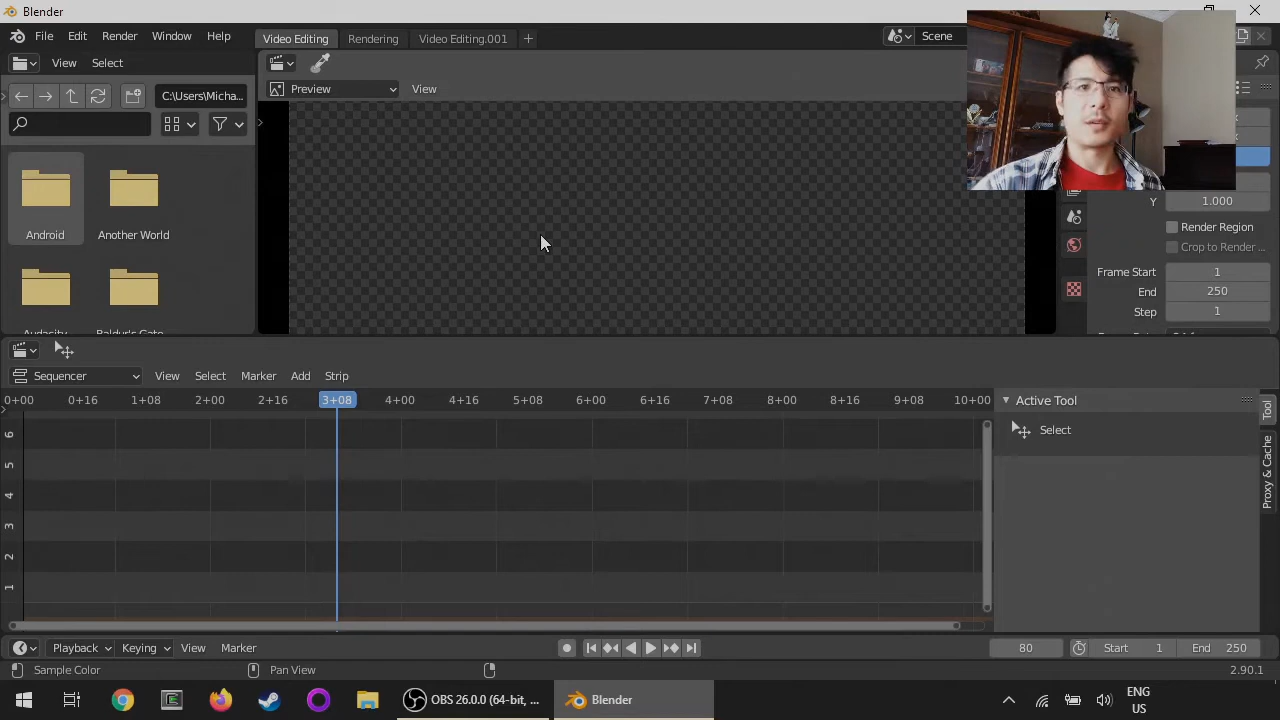 Blender
File Edit Render Window Help
Video Editing Rendering Video Editing.001 +
Scene
View Select
C:\Users\Micha...
Preview View
Android Another World
Y 1.000
Render Region
Crop to Render ...
Frame Start 1
End 250
Step 1
Sequencer View Select Marker Add Strip
0+00 0+16 1+08 2+00 2+16 3+08 4+00 4+16 5+08 6+00 6+16 7+08 8+00 8+16 9+08 10+00
Active Tool
Select
Tool
Proxy & Cache
6
5
4
3
2
1
Playback Keying View Marker
80 Start 1 End 250
Sample Color Pan View 2.90.1
OBS 26.0.0 (64-bit, ... Blender
ENG
US